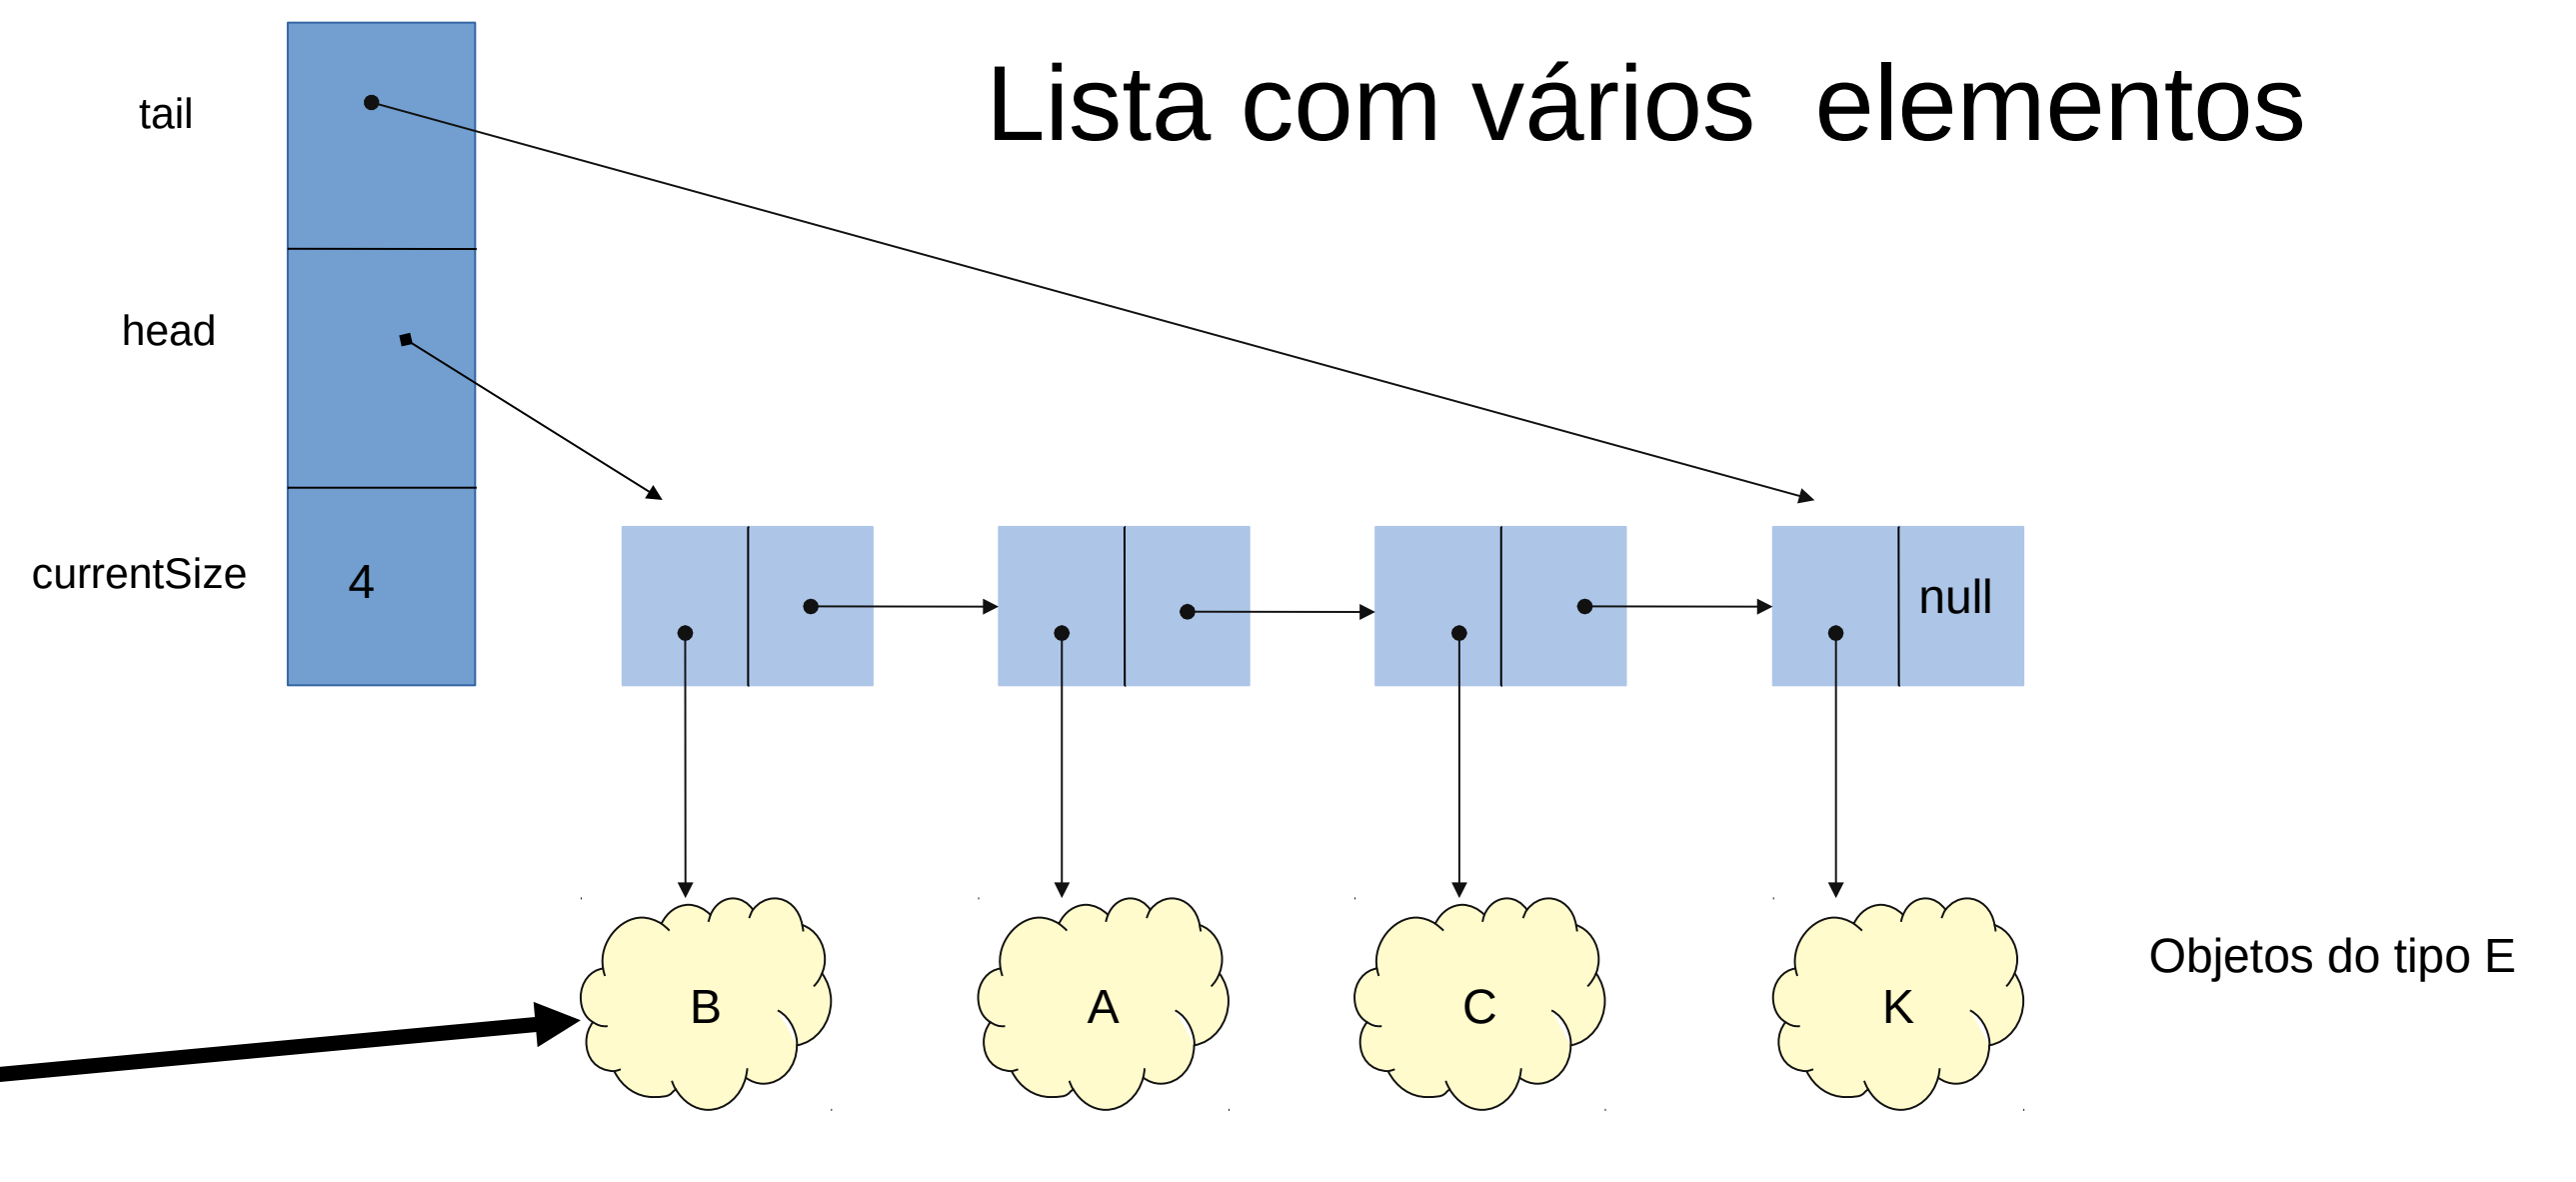 Lista com vários  elementos
tail
head
currentSize
4
null
B
A
C
K
Objetos do tipo E